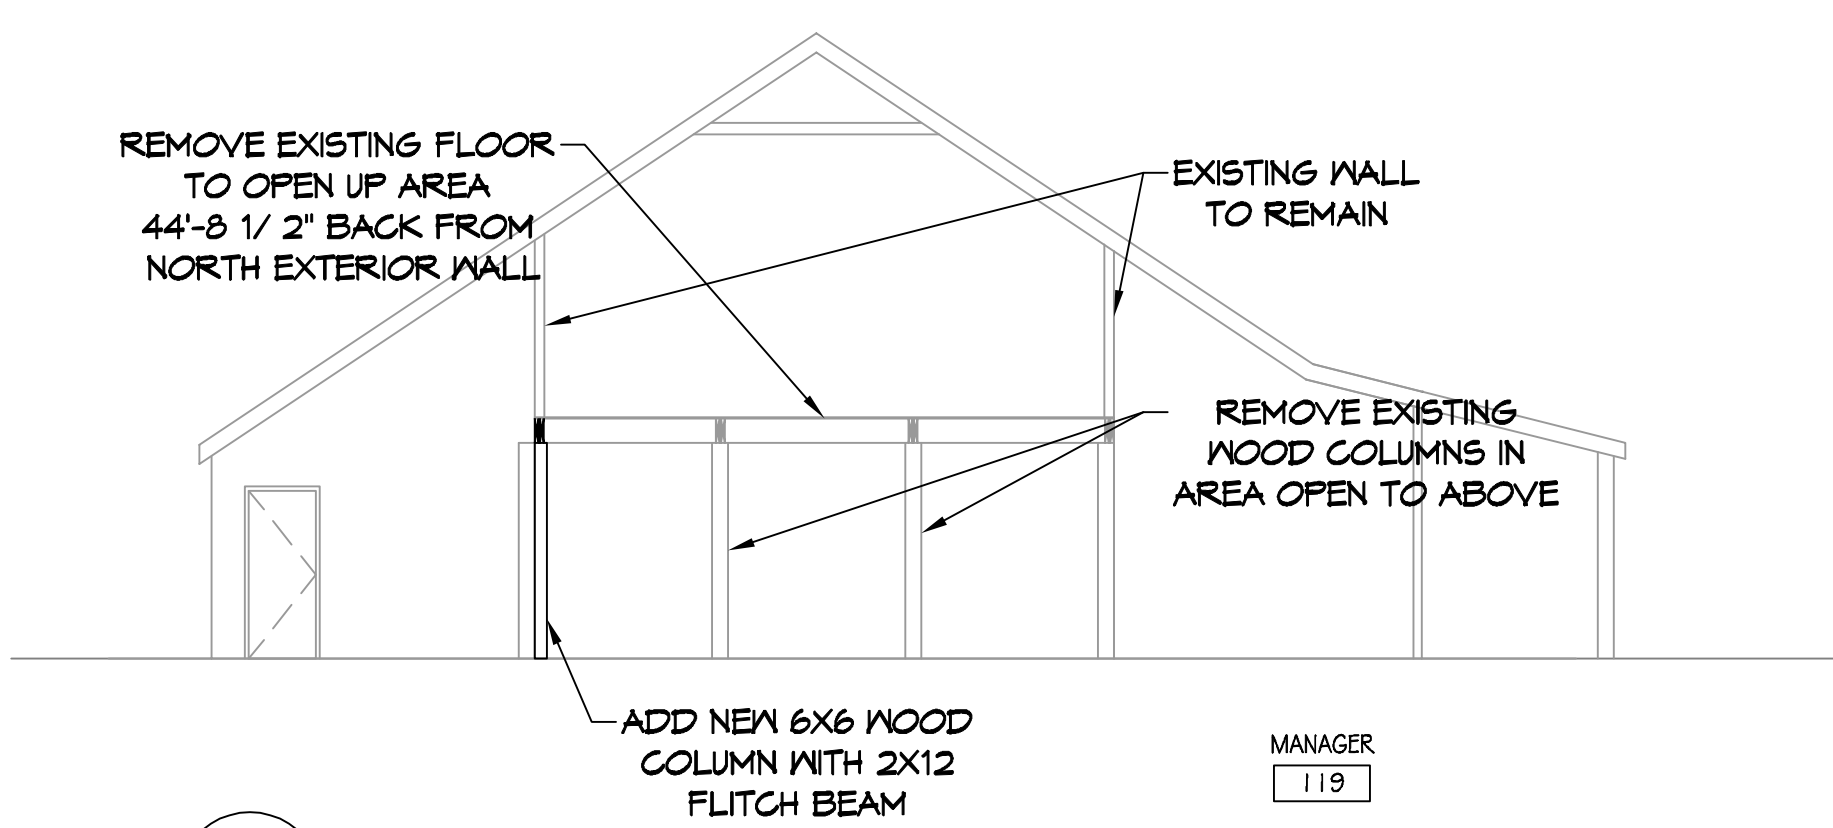 REMOVE EXISTING FLOOR
TO OPEN UP AREA
44'-8 1/ 2" BACK FROM
NORTH EXTERIOR WALL
EXISTING WALL
TO REMAIN
REMOVE EXISTING
WOOD COLUMNS IN
AREA OPEN TO ABOVE
ADD NEW 6X6 WOOD
COLUMN WITH 2X12
FLITCH BEAM
MANAGER
119